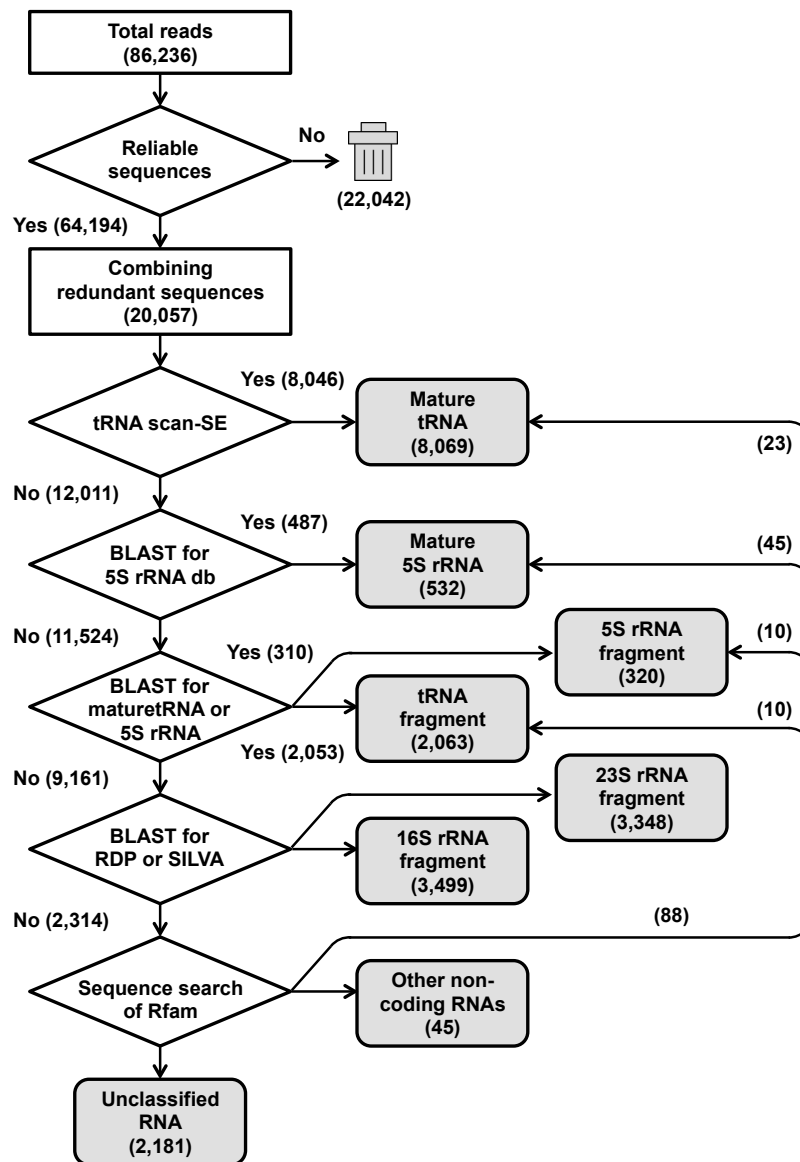 Total reads
(86,236)
Reliable
sequences
No
(22,042)
Yes (64,194)
Combining
redundant sequences
(20,057)
tRNA scan-SE
Yes (8,046)
Mature
tRNA
(8,069)
(23)
No (12,011)
BLAST for
5S rRNA db
Yes (487)
Mature
5S rRNA
(532)
(45)
No (11,524)
BLAST for
maturetRNA or
5S rRNA
Yes (310)
5S rRNA
fragment
(320)
(10)
Yes (2,053)
tRNA
fragment
(2,063)
(10)
No (9,161)
BLAST for
RDP or SILVA
23S rRNA
fragment
(3,348)
16S rRNA
fragment
(3,499)
No (2,314)
(88)
Sequence search
of Rfam
Other non-
coding RNAs
(45)
Unclassified
RNA
(2,181)